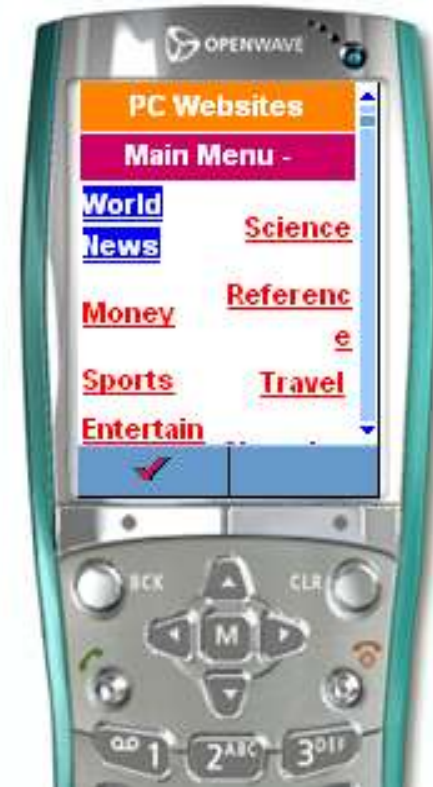 OPENWAVE
PC Websites
Main Menu -
World
News
Science
Money
Referenc
e
Sports
Travel
Entertain
BCK
CLR
M
1
2ABC
3DEF